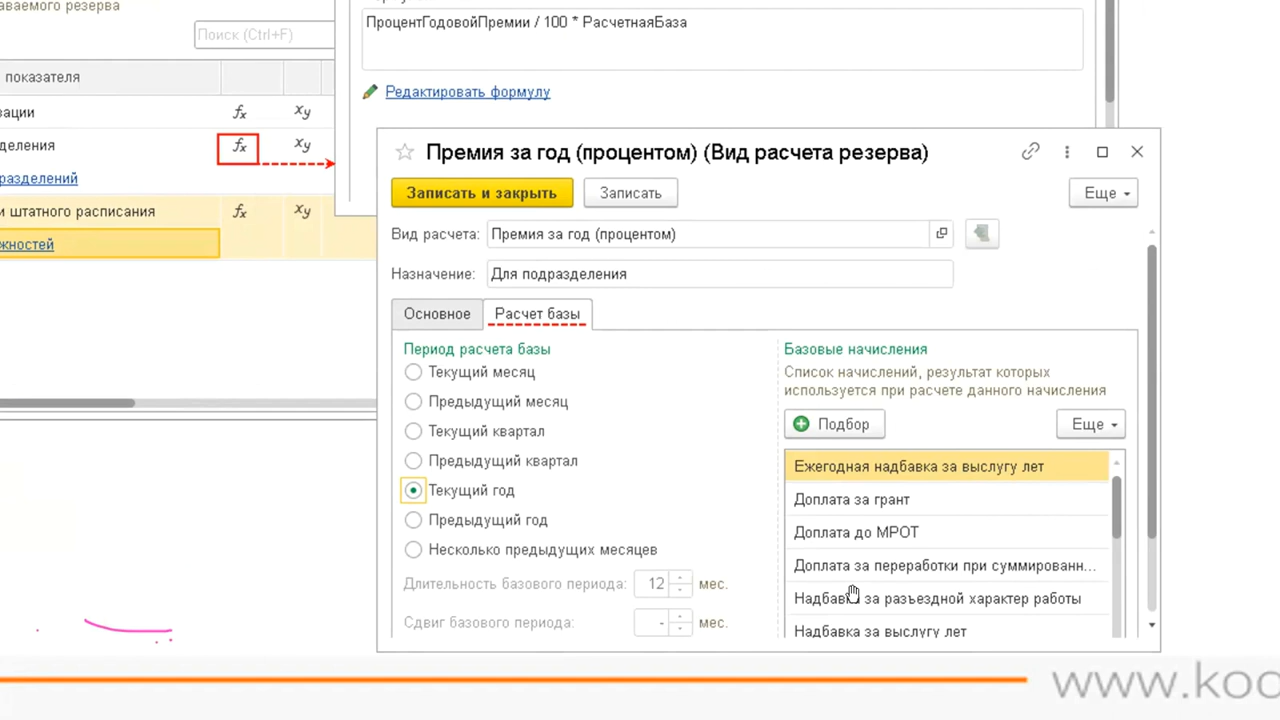 аваемого резерва
Поиск (Ctrl+F)
показателя
зации
fx
xy
деления
fx
xy
разделений
и штатного расписания
fx
xy
жностей
ПроцентГодовойПремии / 100 * РасчетнаяБаза
Редактировать формулу
Премия за год (процентом) (Вид расчета резерва)
Записать и закрыть
Записать
Еще
Вид расчета:
Премия за год (процентом)
Назначение:
Для подразделения
Основное
Расчет базы
Период расчета базы
Текущий месяц
Предыдущий месяц
Текущий квартал
Предыдущий квартал
Текущий год
Предыдущий год
Несколько предыдущих месяцев
Длительность базового периода:
12
мес.
Сдвиг базового периода:
-
мес.
Базовые начисления
Список начислений, результат которых
используется при расчете данного начисления
Подбор
Еще
Ежегодная надбавка за выслугу лет
Доплата за грант
Доплата до МРОТ
Доплата за переработки при суммированн...
Надбавка за разъездной характер работы
Надбавка за выслугу лет
www.koo